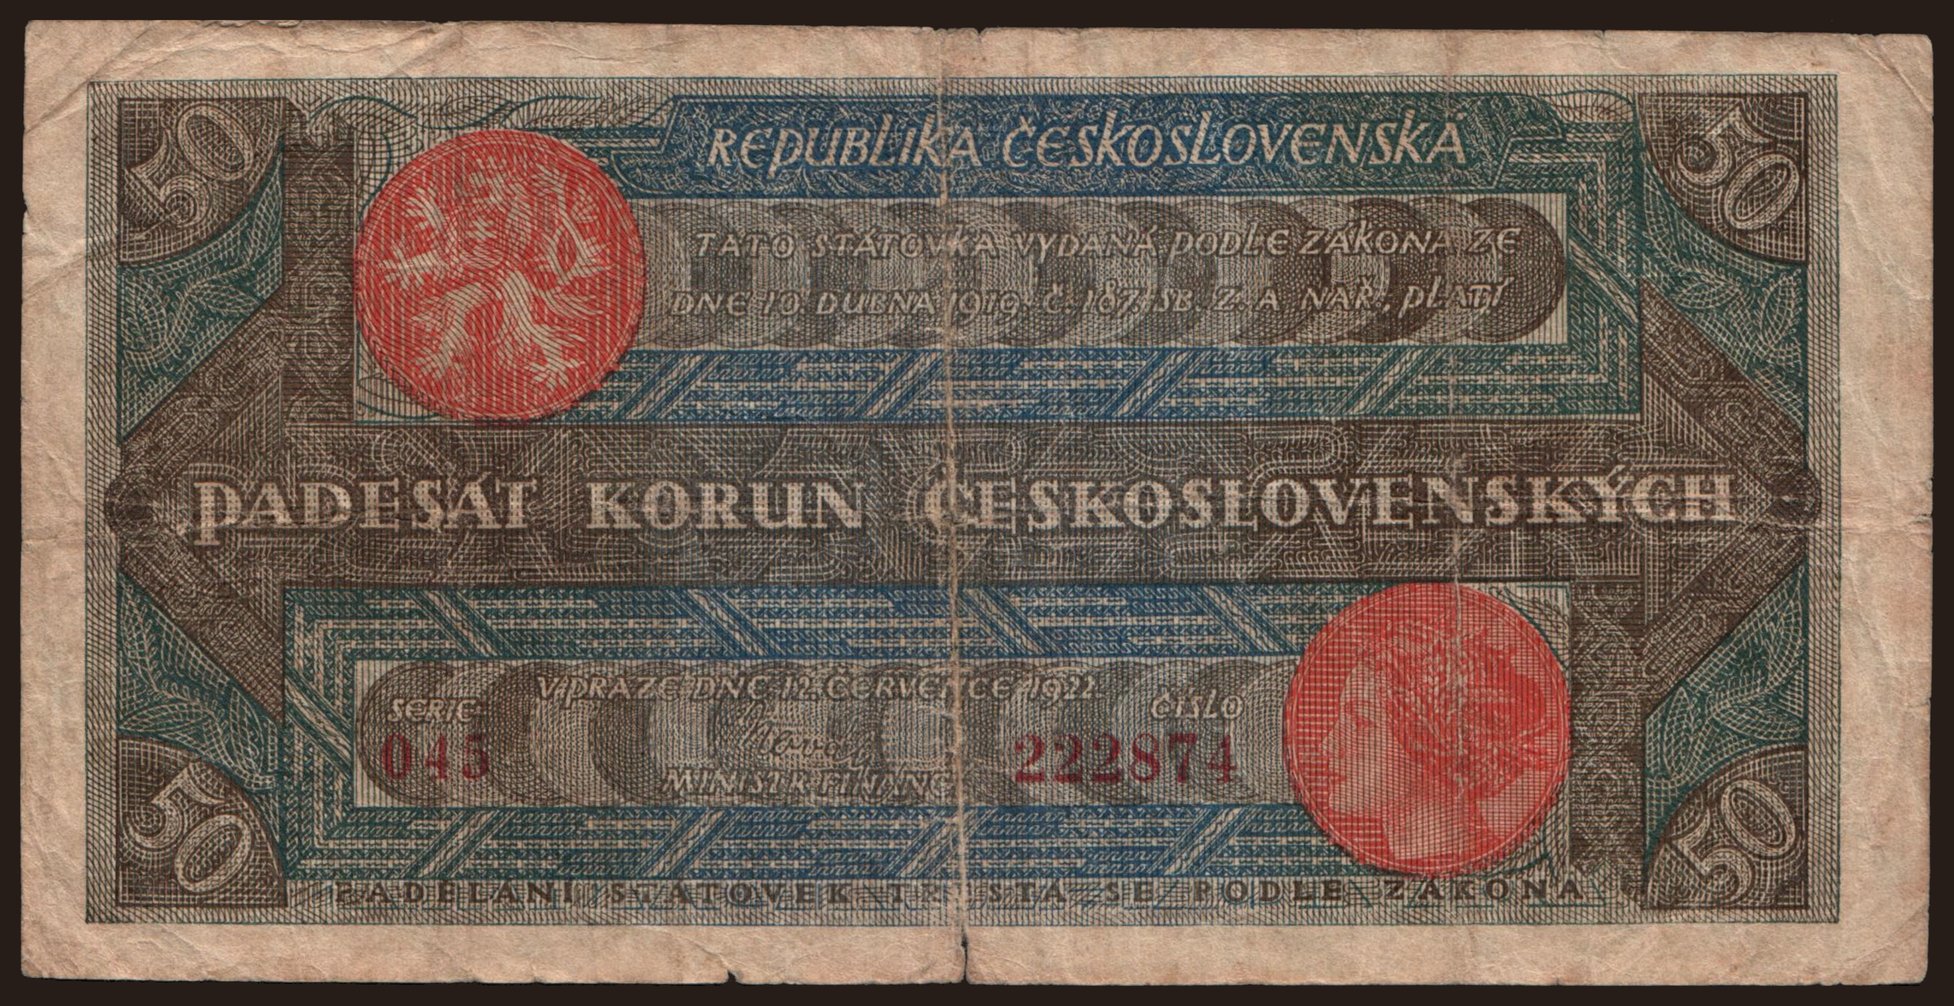 50
50
REPUBLIKA ČESKOSLOVENSKÁ
TATO STÁTOVKA VYDANÁ PODLE ZÁKONA ZE
DNE 10. DUBNA 1919. Č. 187. SB. Z. A NAŘ., PLATÍ
PADESÁT KORUN ČESKOSLOVENSKÝCH
V PRAZE DNE 12. ČERVENCE 1922
SERIE
ČÍSLO
045
222874
MINISTR FINANC
50
50
PADĚLÁNÍ STÁTOVEK TRESTÁ SE PODLE ZÁKONA